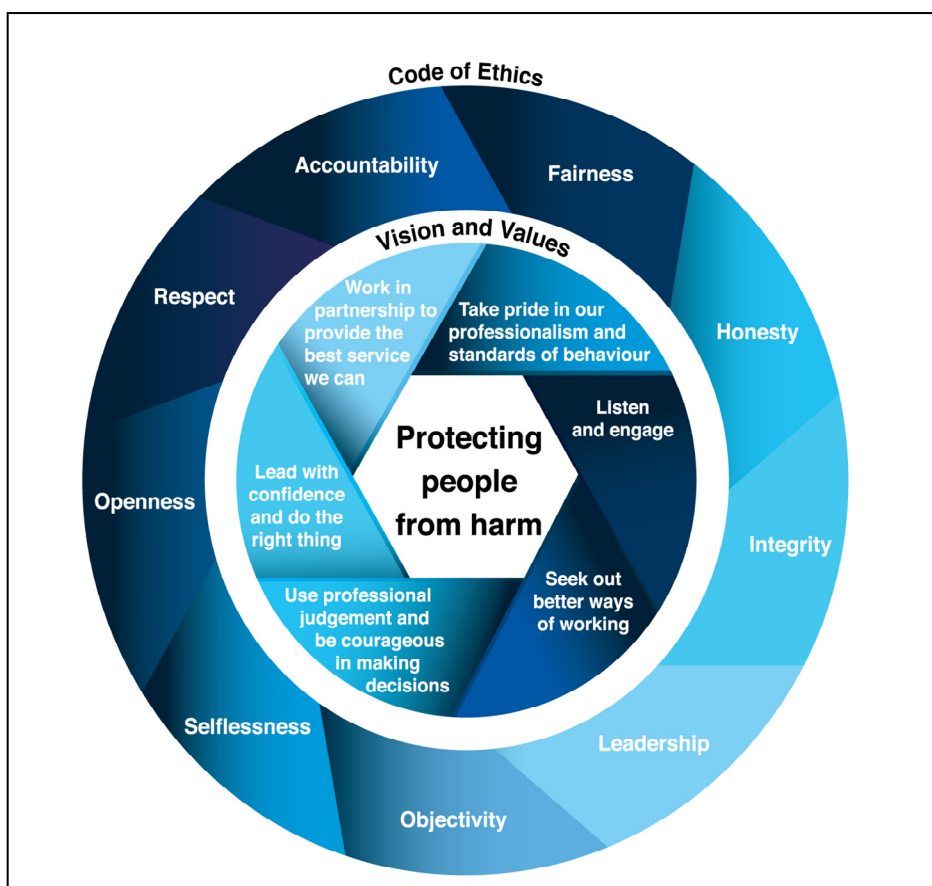 Code of Ethics
Accountability
Fairness
Honesty
Integrity
Leadership
Objectivity
Selflessness
Openness
Respect
Vision and Values
Work in
partnership to
provide the
best service
we can
Take pride in our
professionalism and
standards of behaviour
Listen
and engage
Seek out
better ways
of working
Use professional
judgement and
be courageous
in making
decisions
Lead with
confidence
and do the
right thing
Protecting
people
from harm